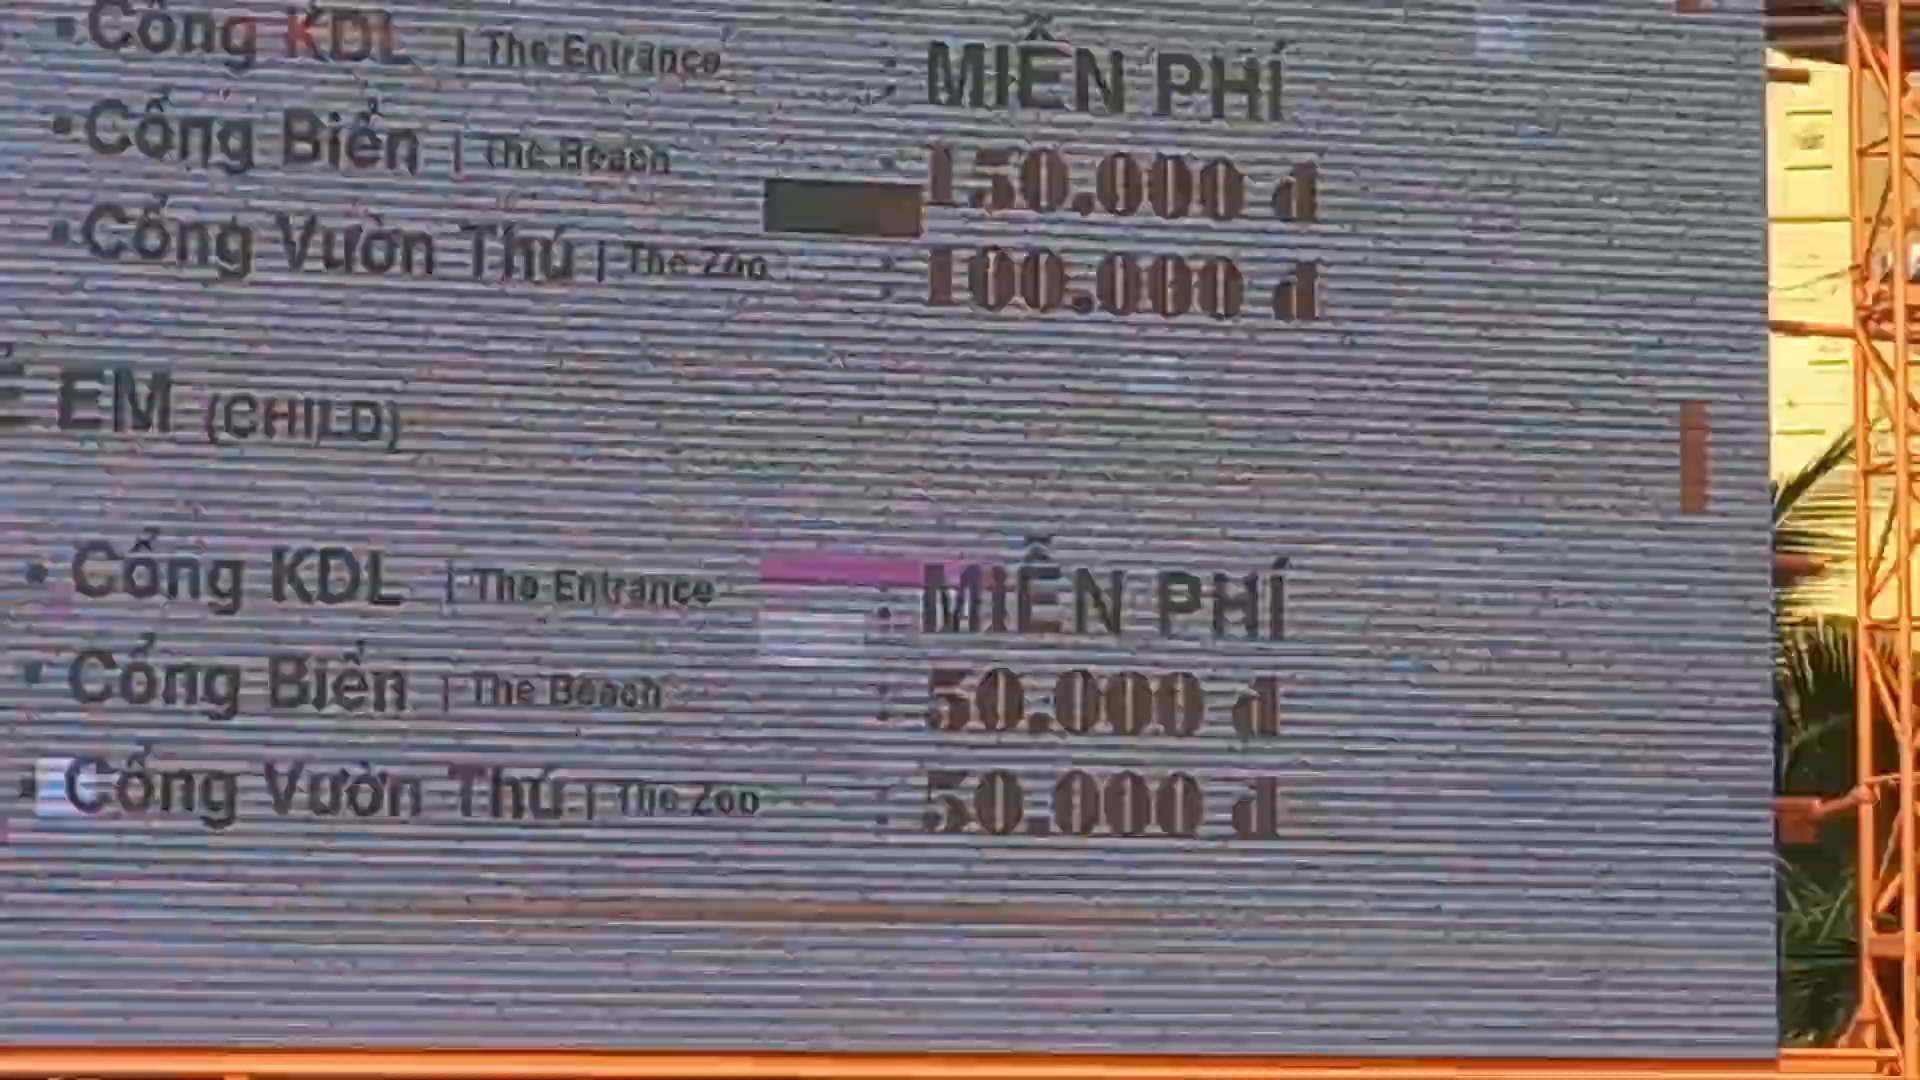 • Cổng KDL | The Entrance : MIỄN PHÍ
• Cổng Biển | The Beach : 150.000 đ
• Cổng Vườn Thú | The Zoo : 100.000 đ
EM (CHILD)
• Cổng KDL | The Entrance : MIỄN PHÍ
• Cổng Biển | The Beach : 50.000 đ
• Cổng Vườn Thú | The Zoo : 50.000 đ